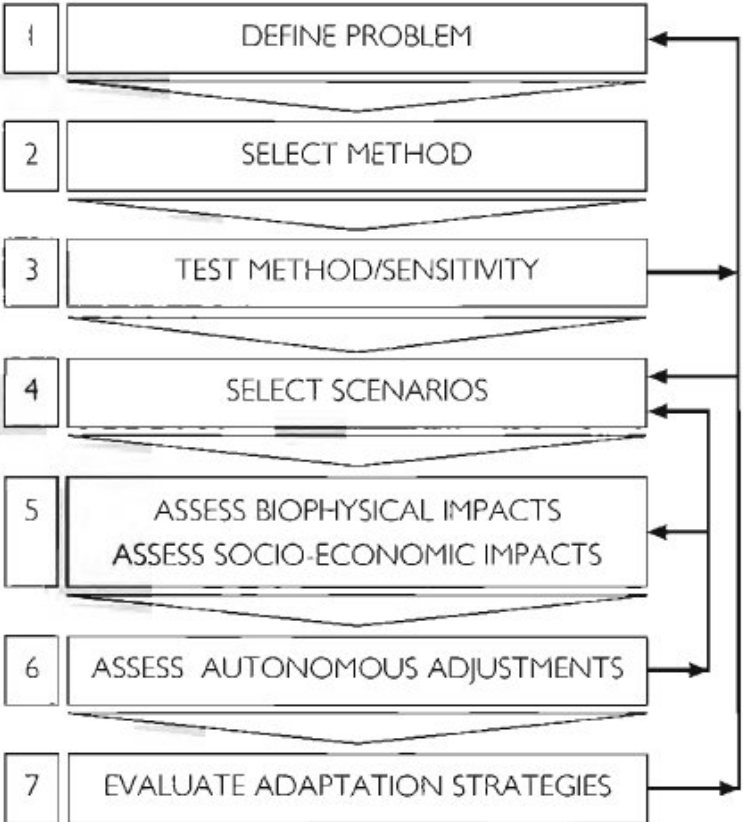 1 DEFINE PROBLEM
2 SELECT METHOD
3 TEST METHOD/SENSITIVITY
4 SELECT SCENARIOS
5 ASSESS BIOPHYSICAL IMPACTS
ASSESS SOCIO-ECONOMIC IMPACTS
6 ASSESS AUTONOMOUS ADJUSTMENTS
7 EVALUATE ADAPTATION STRATEGIES